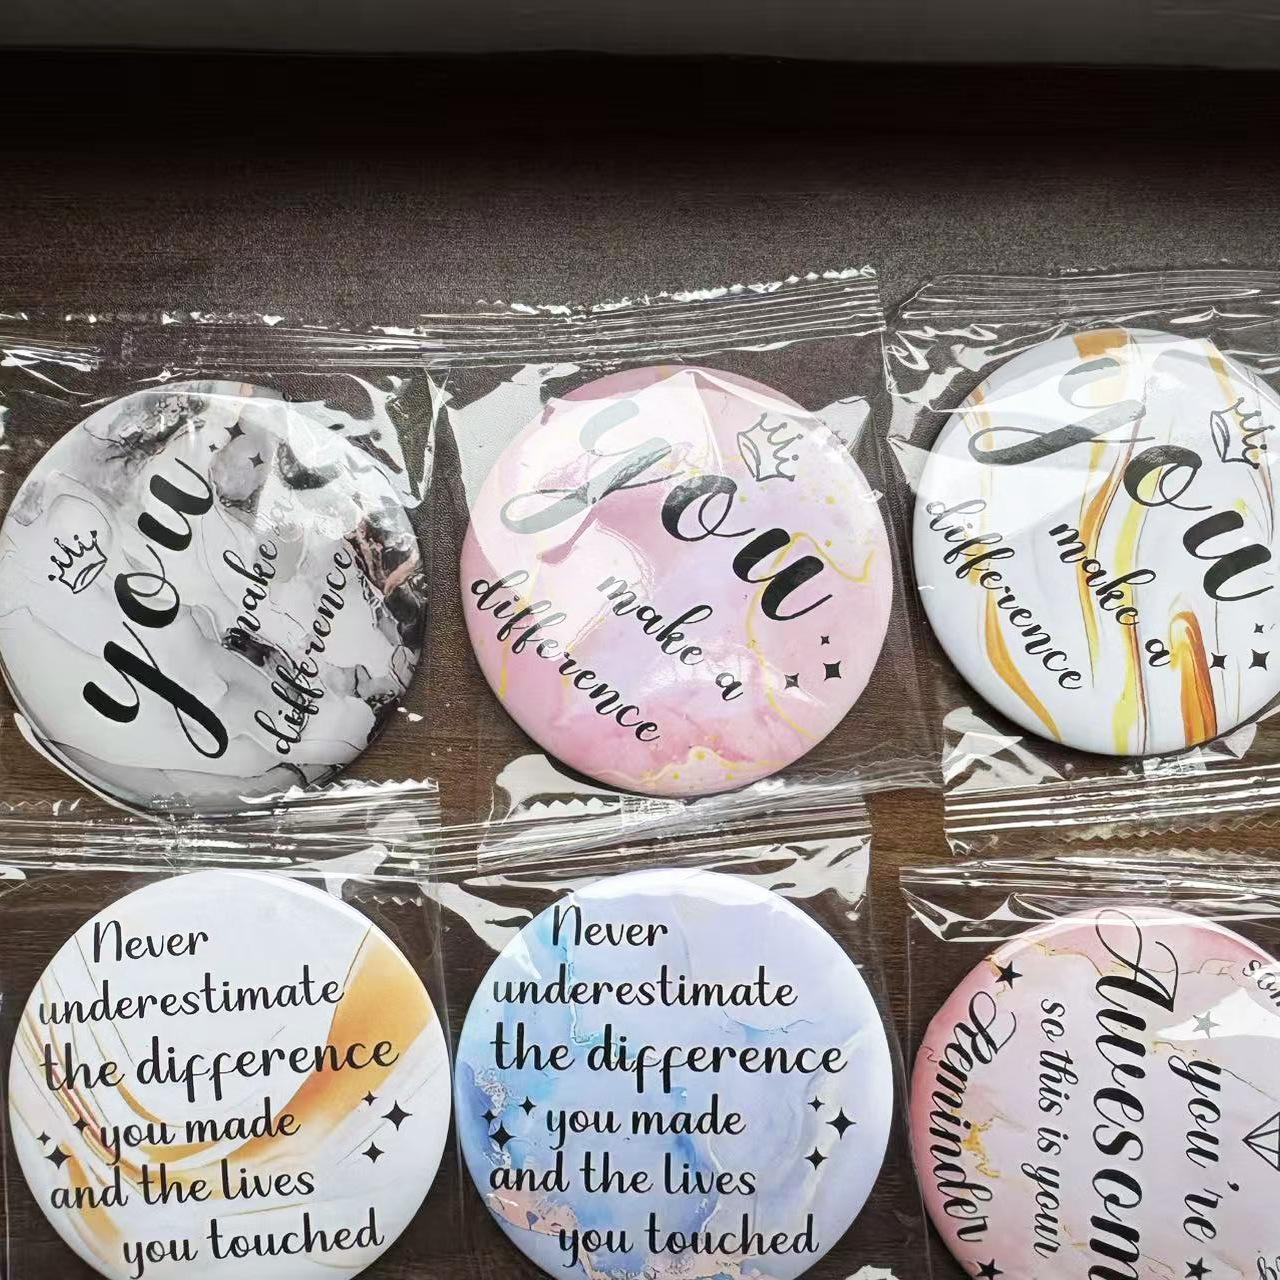 you
make a
difference
you
make a
difference
you
make a
difference
Never
underestimate
the difference
you made
and the lives
you touched
Never
underestimate
the difference
you made
and the lives
you touched
you're
Awesom
so this is your
Reminder